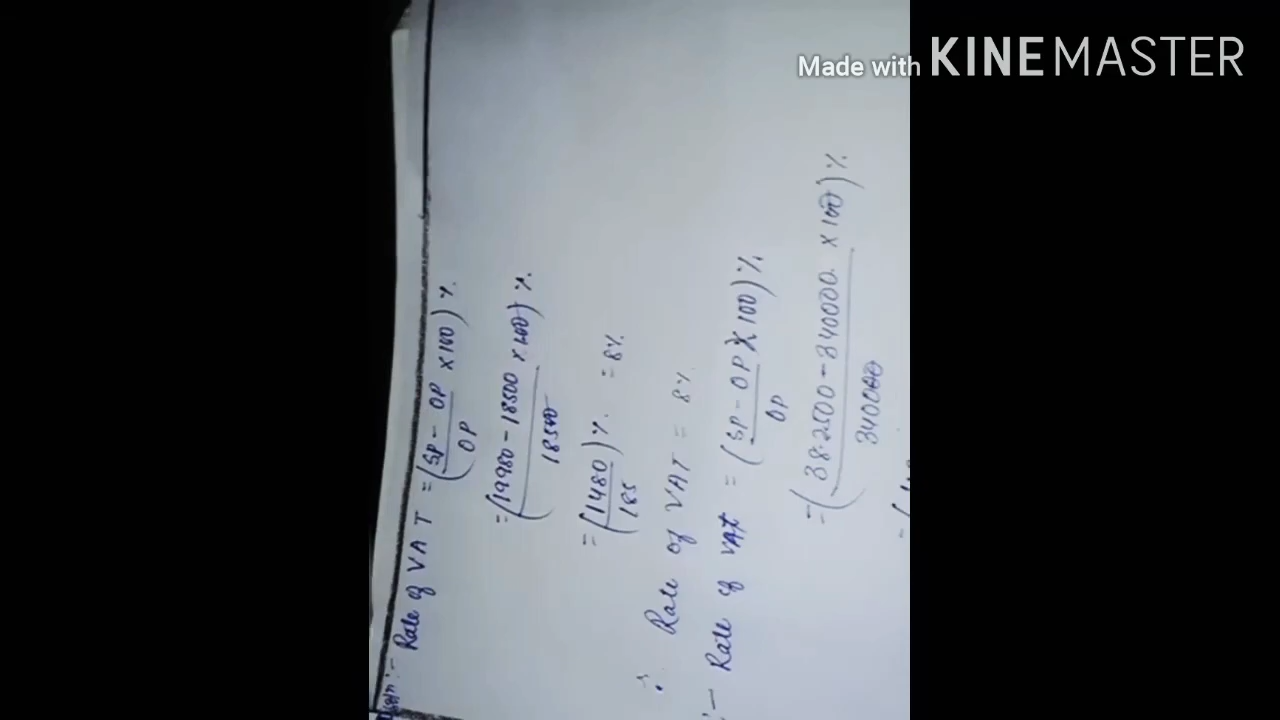 Made with KINEMASTER
Soln:- Rate of VAT = (SP - OP / OP × 100) %
= (19980 - 18500 / 18500 × 100) %
= (1480 / 185) % = 8%
∴ Rate of VAT = 8%
:- Rate of VAT = (SP - OP / OP × 100) %
= (382500 - 340000 / 340000 × 100) %
= (